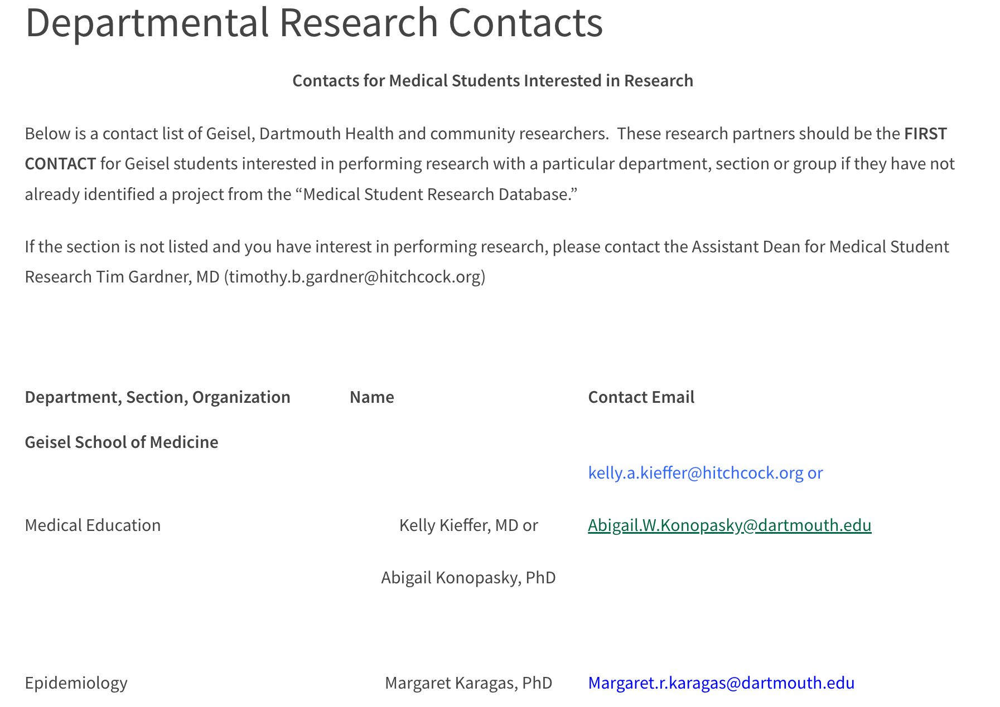 Departmental Research Contacts
Contacts for Medical Students Interested in Research
Below is a contact list of Geisel, Dartmouth Health and community researchers.  These research partners should be the FIRST
CONTACT for Geisel students interested in performing research with a particular department, section or group if they have not
already identified a project from the “Medical Student Research Database.”
If the section is not listed and you have interest in performing research, please contact the Assistant Dean for Medical Student
Research Tim Gardner, MD (timothy.b.gardner@hitchcock.org)
Department, Section, Organization Name Contact Email
Geisel School of Medicine
kelly.a.kieffer@hitchcock.org or
Medical Education Kelly Kieffer, MD or Abigail.W.Konopasky@dartmouth.edu
Abigail Konopasky, PhD
Epidemiology Margaret Karagas, PhD Margaret.r.karagas@dartmouth.edu